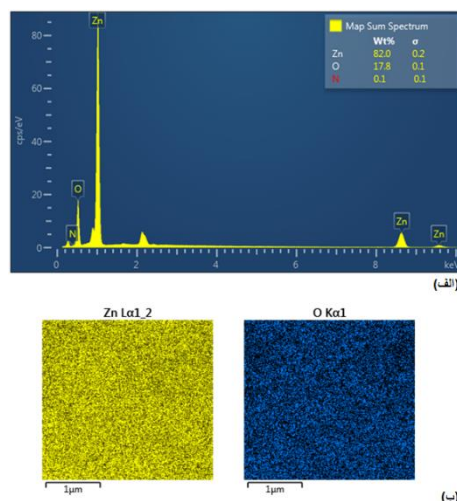 Zn
80
Map Sum Spectrum
Wt% σ
Zn 82.0 0.2
O 17.8 0.1
N 0.1 0.1
60
cps/eV
40
20
O
N
Zn
Zn
0
0 2 4 6 8 keV
(الف)
Zn Lα1_2
O Kα1
1μm
1μm
(ب)